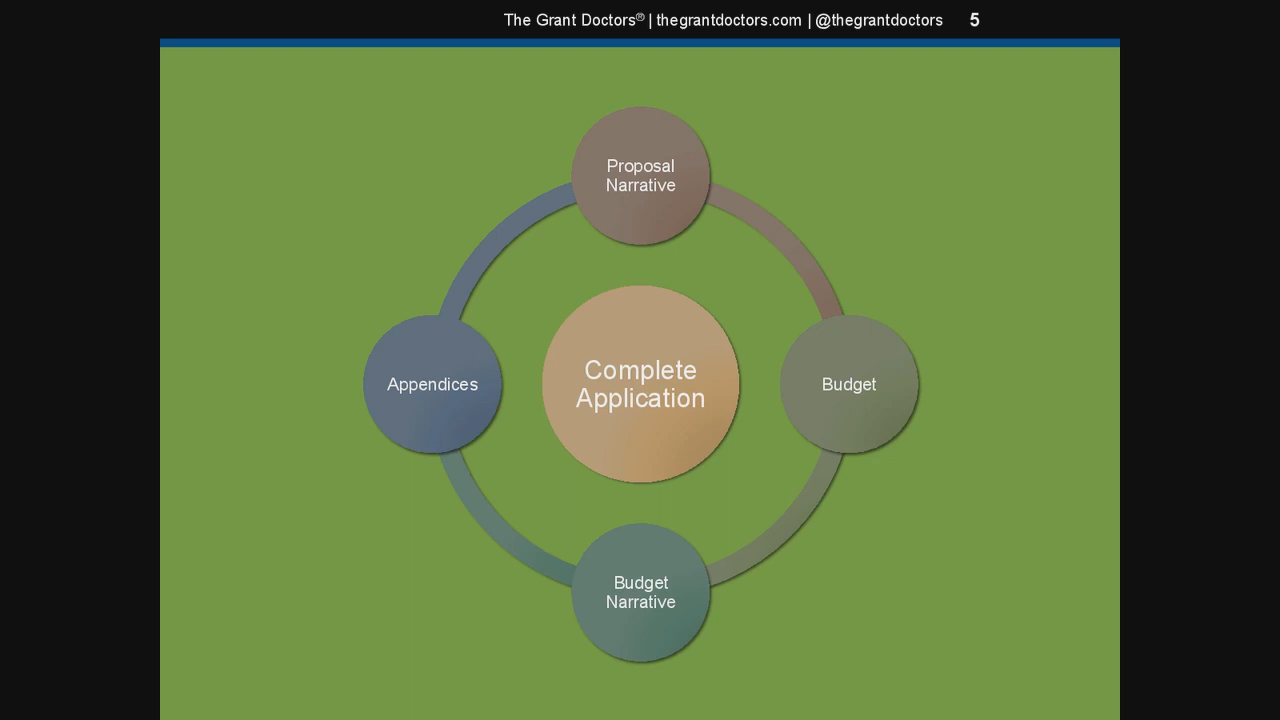 The Grant Doctors® | thegrantdoctors.com | @thegrantdoctors 5
Proposal
Narrative
Appendices
Complete
Application
Budget
Budget
Narrative